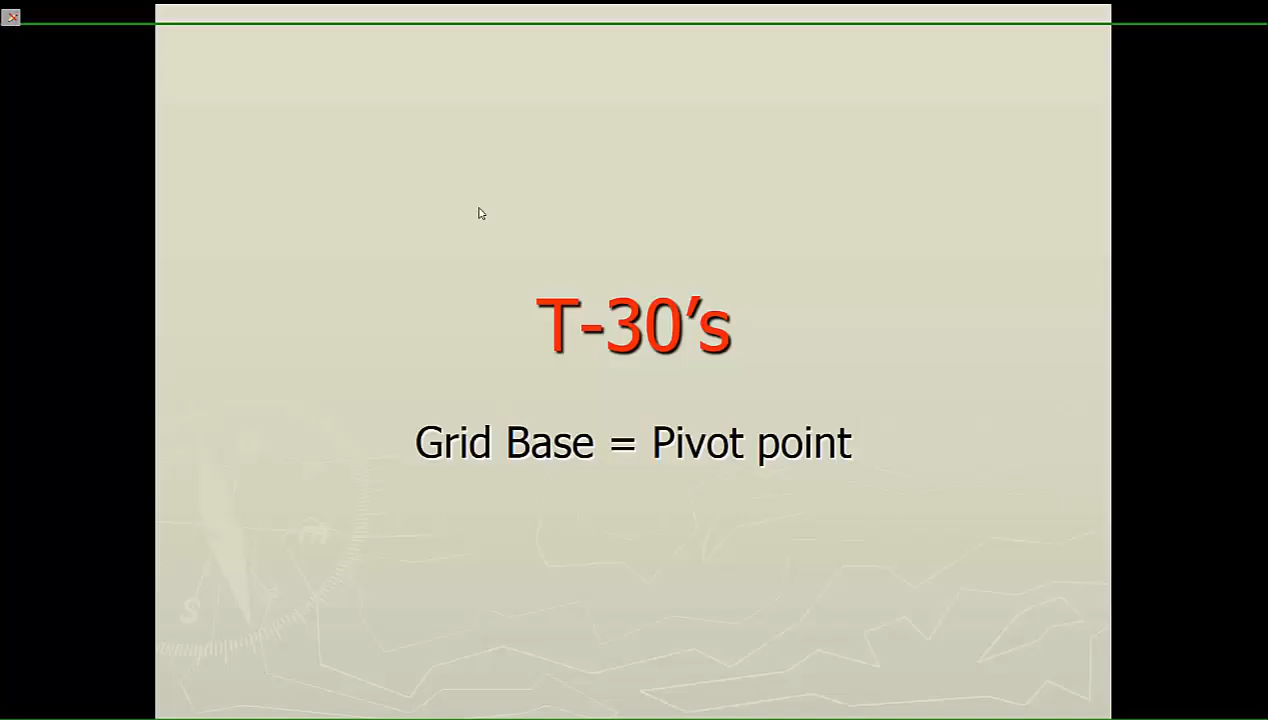 T-30’s
Grid Base = Pivot point
S